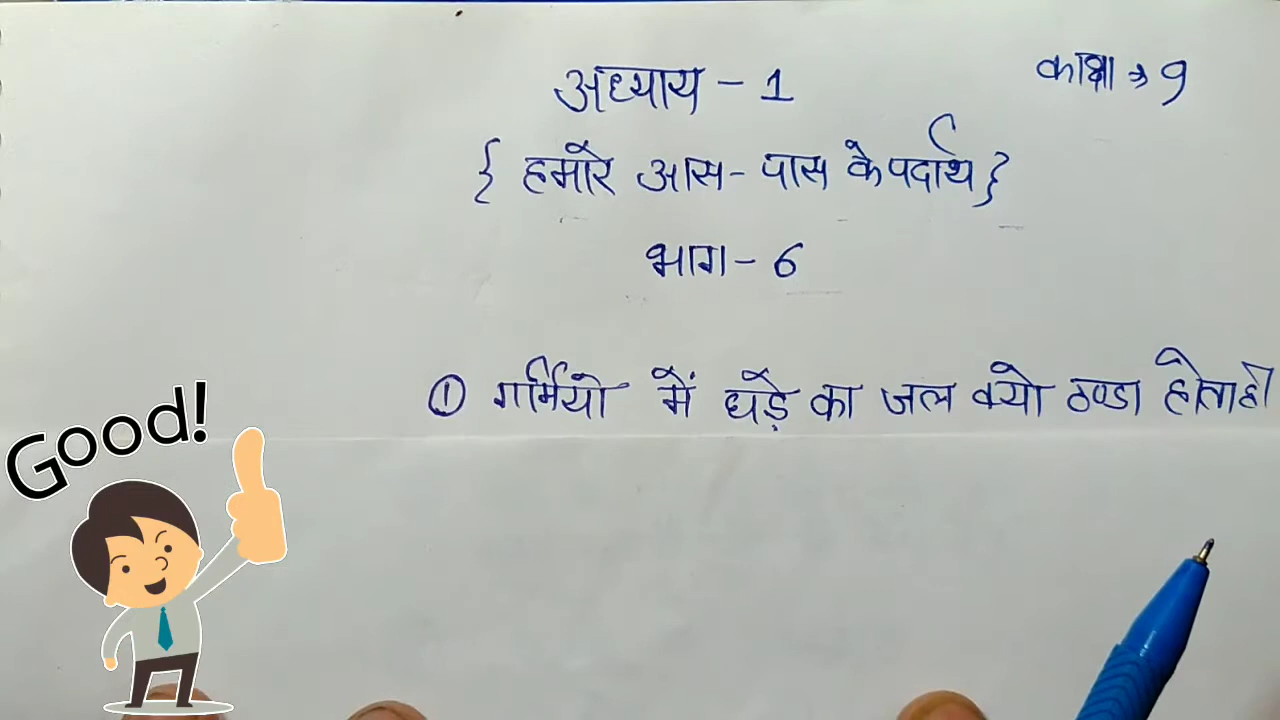 अध्याय - 1
कक्षा → 9
{ हमारे आस-पास के पदार्थ }
भाग - 6
① गर्मियो में घड़े का जल क्यो ठण्डा होता है
Good!